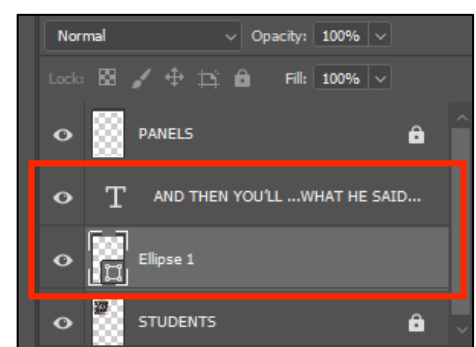 Normal Opacity: 100%
Lock: Fill: 100%
PANELS
T AND THEN YOU'LL ...WHAT HE SAID...
Ellipse 1
STUDENTS